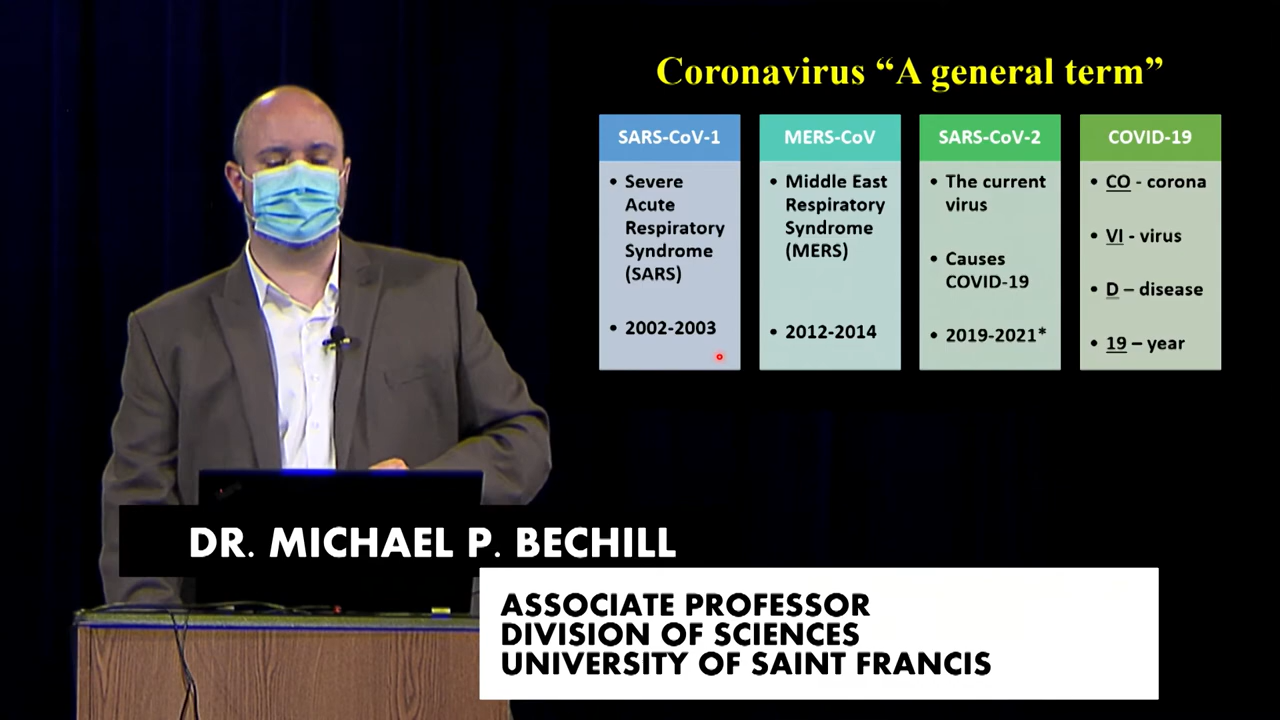 Coronavirus “A general term”
SARS-CoV-1
• Severe
Acute
Respiratory
Syndrome
(SARS)
• 2002-2003
MERS-CoV
• Middle East
Respiratory
Syndrome
(MERS)
• 2012-2014
SARS-CoV-2
• The current
virus
• Causes
COVID-19
• 2019-2021*
COVID-19
• CO - corona
• VI - virus
• D – disease
• 19 – year
DR. MICHAEL P. BECHILL
ASSOCIATE PROFESSOR
DIVISION OF SCIENCES
UNIVERSITY OF SAINT FRANCIS